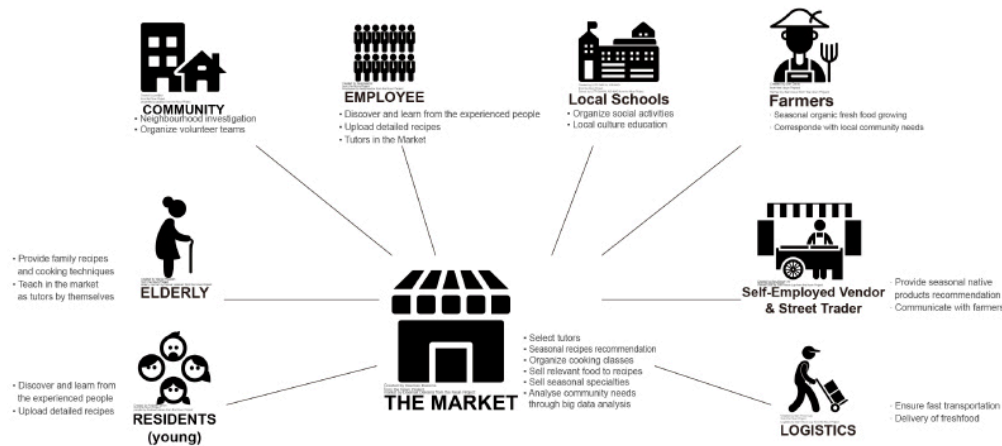 COMMUNITY
• Neighbourhood investigation
• Organize volunteer teams
EMPLOYEE
• Discover and learn from the experienced people
• Upload detailed recipes
• Tutors in the Market
Local Schools
• Organize social activities
• Local culture education
Farmers
· Seasonal organic fresh food growing
· Corresponde with local community needs
• Provide family recipes
and cooking techniques
• Teach in the market
as tutors by themselves
ELDERLY
Self-Employed Vendor
& Street Trader
· Provide seasonal native
products recommendation
· Communicate with farmers
• Discover and learn from
the experienced people
• Upload detailed recipes
RESIDENTS
(young)
THE MARKET
• Select tutors
• Seasonal recipes recommendation
• Organize cooking classes
• Sell relevant food to recipes
• Sell seasonal specialties
• Analyse community needs
through big data analysis
LOGISTICS
· Ensure fast transportation
· Delivery of freshfood